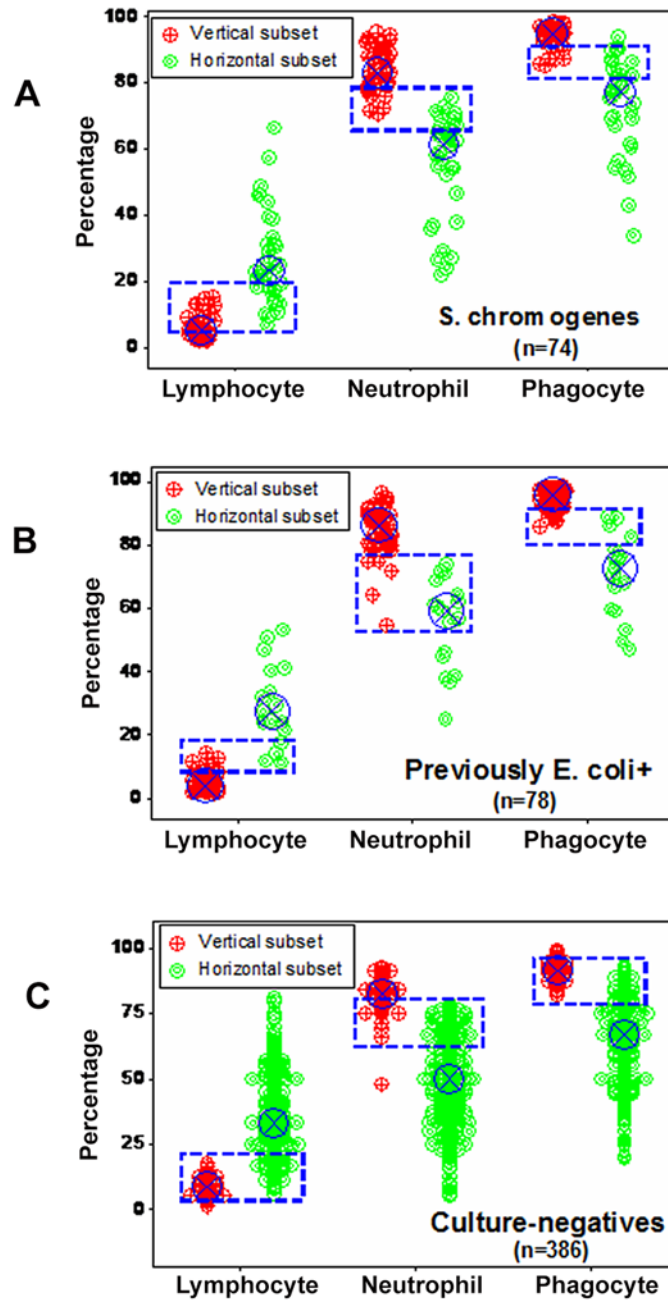 A
Percentage
100
80
60
40
20
0
Vertical subset
Horizontal subset
S. chromogenes
(n=74)
Lymphocyte Neutrophil Phagocyte
B
Percentage
100
80
60
40
20
0
Vertical subset
Horizontal subset
Previously E. coli+
(n=78)
Lymphocyte Neutrophil Phagocyte
C
Percentage
100
75
50
25
0
Vertical subset
Horizontal subset
Culture-negatives
(n=386)
Lymphocyte Neutrophil Phagocyte